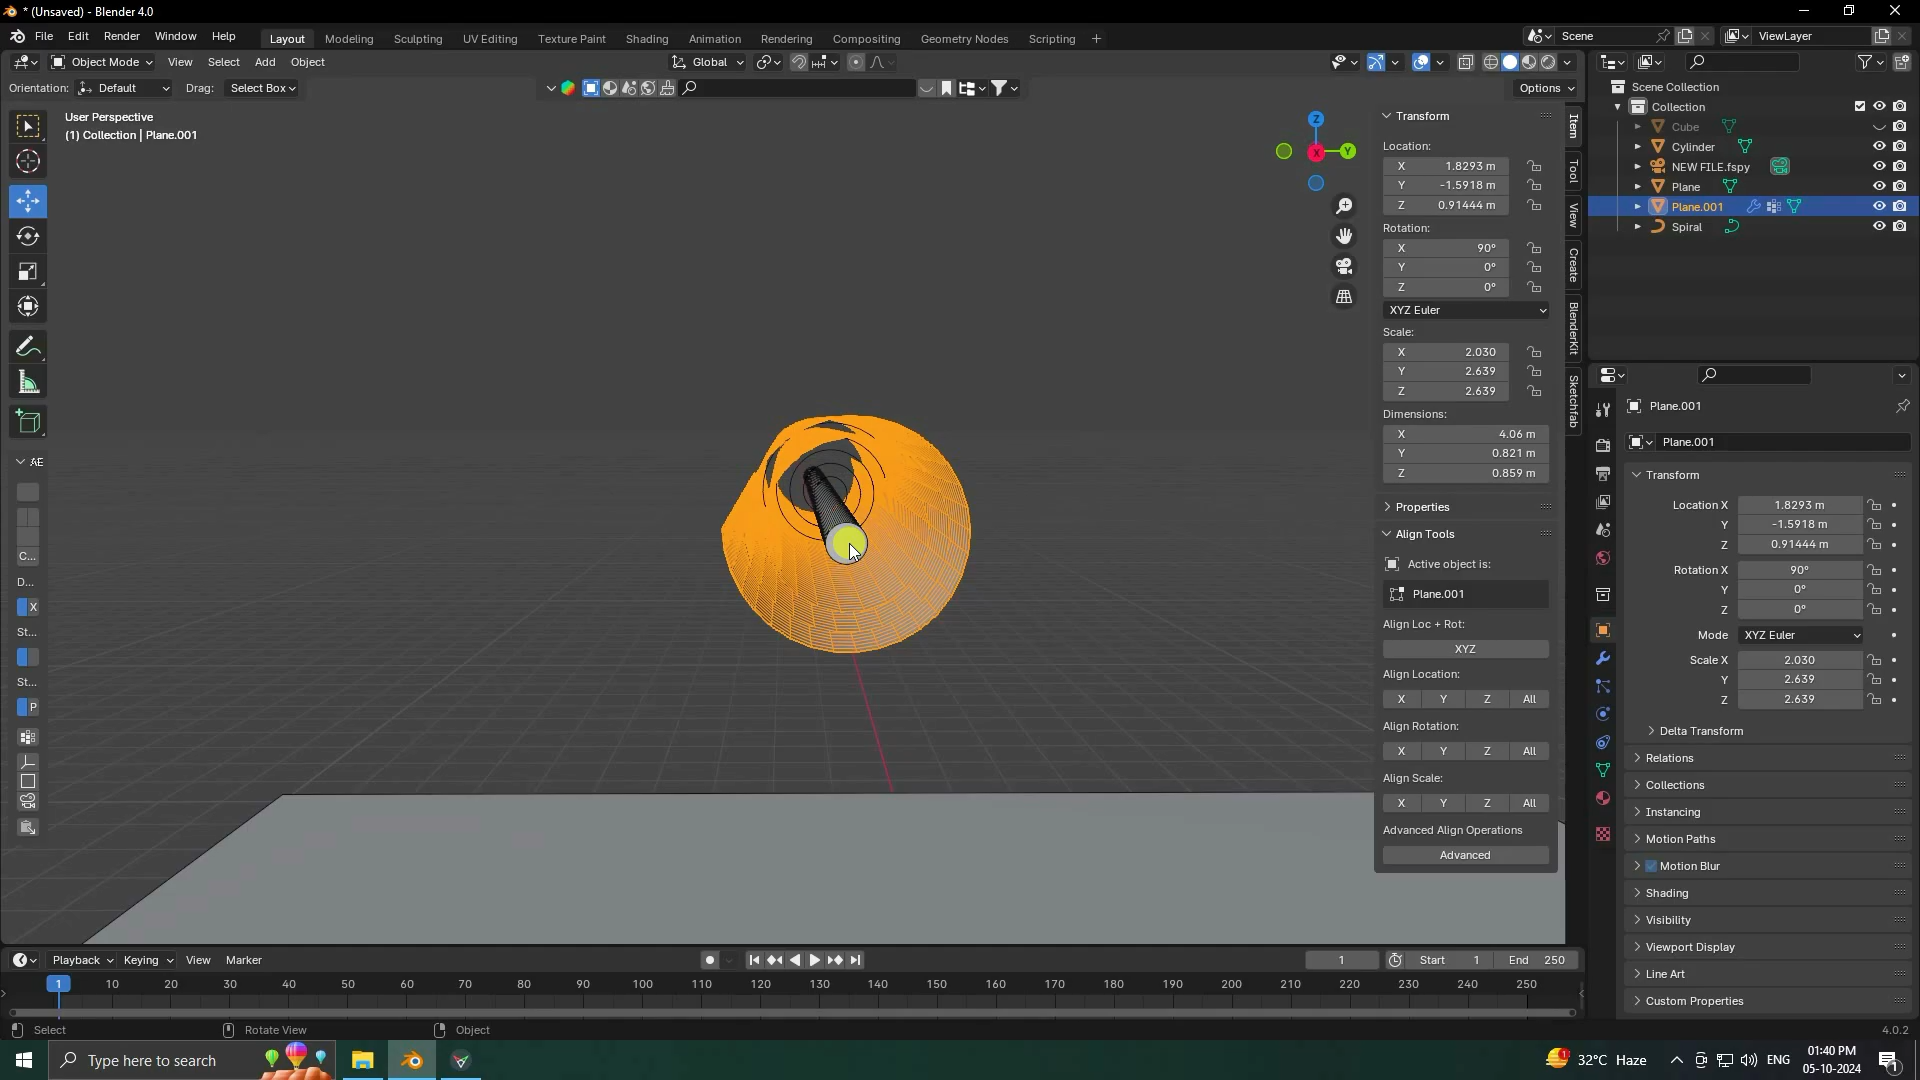 * (Unsaved) - Blender 4.0
File Edit Render Window Help Layout Modeling Sculpting UV Editing Texture Paint Shading Animation Rendering Compositing Geometry Nodes Scripting + Scene ViewLayer
Object Mode View Select Add Object Global
Orientation: Default Drag: Select Box Options
User Perspective
(1) Collection | Plane.001
Z
Y
X
AE
C...
D...
X
St...
St...
P
Transform
Location:
X 1.8293 m
Y -1.5918 m
Z 0.91444 m
Rotation:
X 90°
Y 0°
Z 0°
XYZ Euler
Scale:
X 2.030
Y 2.639
Z 2.639
Dimensions:
X 4.06 m
Y 0.821 m
Z 0.859 m
Properties
Align Tools
Active object is:
Plane.001
Align Loc + Rot:
XYZ
Align Location:
X Y Z All
Align Rotation:
X Y Z All
Align Scale:
X Y Z All
Advanced Align Operations
Advanced
Item
Tool
View
Create
BlenderKit
Sketchfab
Scene Collection
Collection
Cube
Cylinder
NEW FILE.fspy
Plane
Plane.001
Spiral
Plane.001
Plane.001
Transform
Location X 1.8293 m
Y -1.5918 m
Z 0.91444 m
Rotation X 90°
Y 0°
Z 0°
Mode XYZ Euler
Scale X 2.030
Y 2.639
Z 2.639
Delta Transform
Relations
Collections
Instancing
Motion Paths
Motion Blur
Shading
Visibility
Viewport Display
Line Art
Custom Properties
Playback Keying View Marker 1 Start 1 End 250
1 10 20 30 40 50 60 70 80 90 100 110 120 130 140 150 160 170 180 190 200 210 220 230 240 250
Select Rotate View Object 4.0.2
Type here to search 1 32°C Haze ENG 01:40 PM
05-10-2024 1